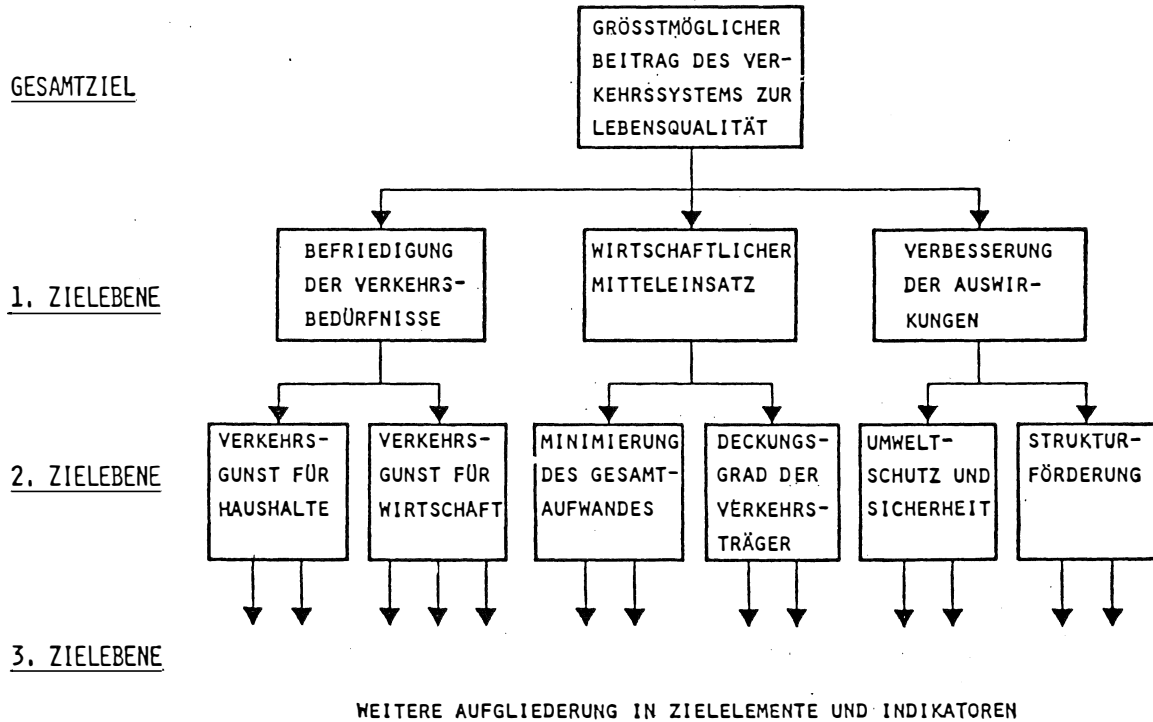 GRÖSSTMÖGLICHER
BEITRAG DES VER-
KEHRSSYSTEMS ZUR
LEBENSQUALITÄT
GESAMTZIEL
BEFRIEDIGUNG
DER VERKEHRS-
BEDÜRFNISSE
WIRTSCHAFTLICHER
MITTELEINSATZ
VERBESSERUNG
DER AUSWIR-
KUNGEN
1. ZIELEBENE
VERKEHRS-
GUNST FÜR
HAUSHALTE
VERKEHRS-
GUNST FÜR
WIRTSCHAFT
MINIMIERUNG
DES GESAMT-
AUFWANDES
DECKUNGS-
GRAD DER
VERKEHRS-
TRÄGER
UMWELT-
SCHUTZ UND
SICHERHEIT
STRUKTUR-
FÖRDERUNG
2. ZIELEBENE
3. ZIELEBENE
WEITERE AUFGLIEDERUNG IN ZIELELEMENTE UND INDIKATOREN